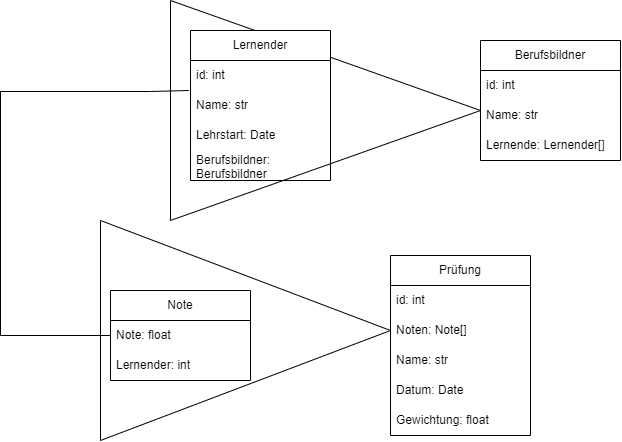 Lernender
id: int
Name: str
Lehrstart: Date
Berufsbildner:
Berufsbildner
Berufsbildner
id: int
Name: str
Lernende: Lernender[]
Note
Note: float
Lernender: int
Prüfung
id: int
Noten: Note[]
Name: str
Datum: Date
Gewichtung: float